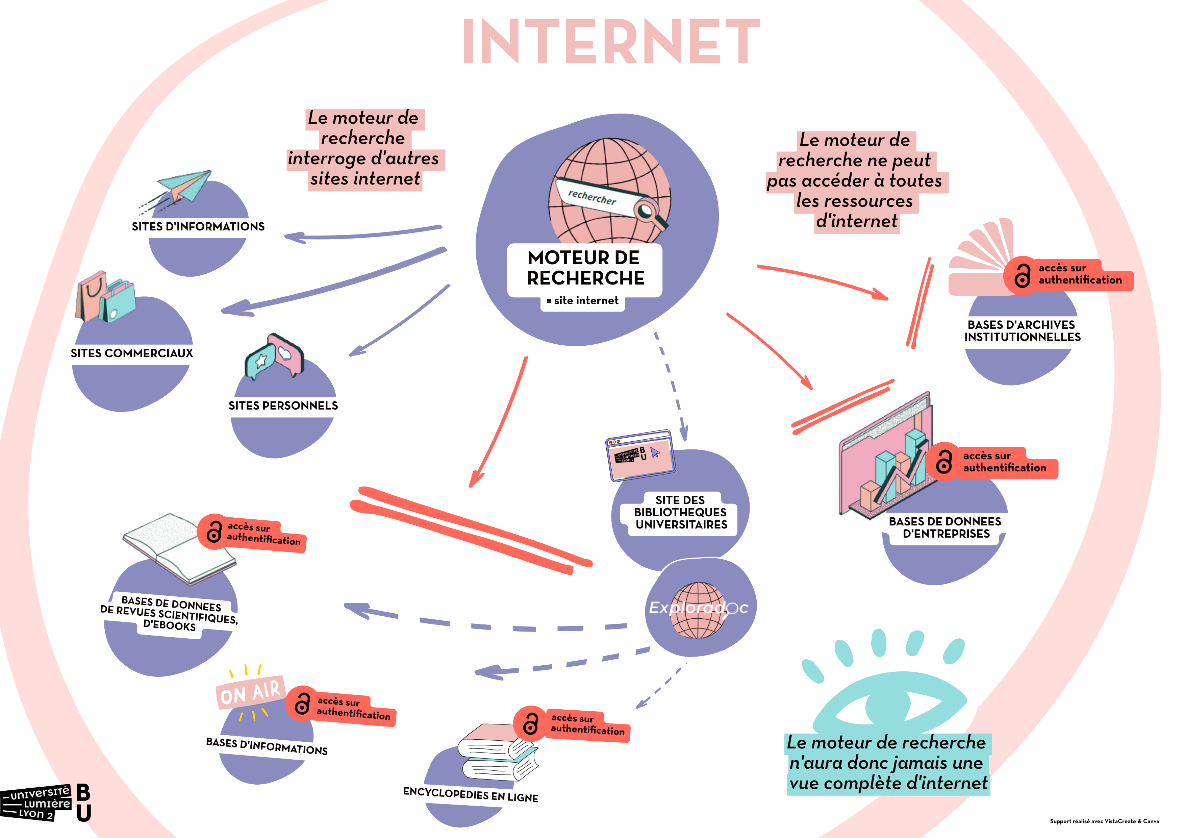 INTERNET
Le moteur de
recherche
interroge d'autres
sites internet
Le moteur de
recherche ne peut
pas accéder à toutes
les ressources
d'internet
rechercher
MOTEUR DE
RECHERCHE
▪ site internet
SITES D'INFORMATIONS
SITES COMMERCIAUX
SITES PERSONNELS
accès sur
authentification
BASES D'ARCHIVES
INSTITUTIONNELLES
accès sur
authentification
BASES DE DONNEES
D'ENTREPRISES
BU
SITE DES
BIBLIOTHEQUES
UNIVERSITAIRES
Exploradoc
accès sur
authentification
BASES DE DONNEES
DE REVUES SCIENTIFIQUES,
D'EBOOKS
ON AIR
accès sur
authentification
BASES D'INFORMATIONS
accès sur
authentification
ENCYCLOPEDIES EN LIGNE
Le moteur de recherche
n'aura donc jamais une
vue complète d'internet
UNIVERSITÉ
LUMIÈRE
LYON 2
BU
Support réalisé avec VistaCreate & Canva